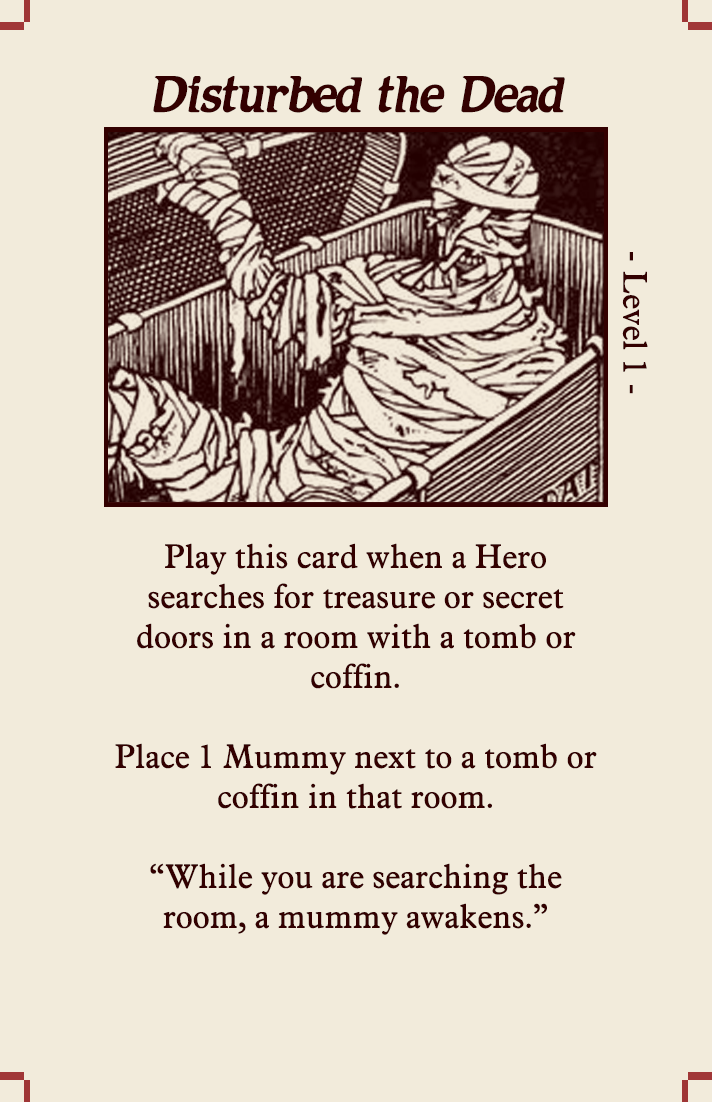 Disturbed the Dead
- Level 1 -
Play this card when a Hero
searches for treasure or secret
doors in a room with a tomb or
coffin.
Place 1 Mummy next to a tomb or
coffin in that room.
“While you are searching the
room, a mummy awakens.”